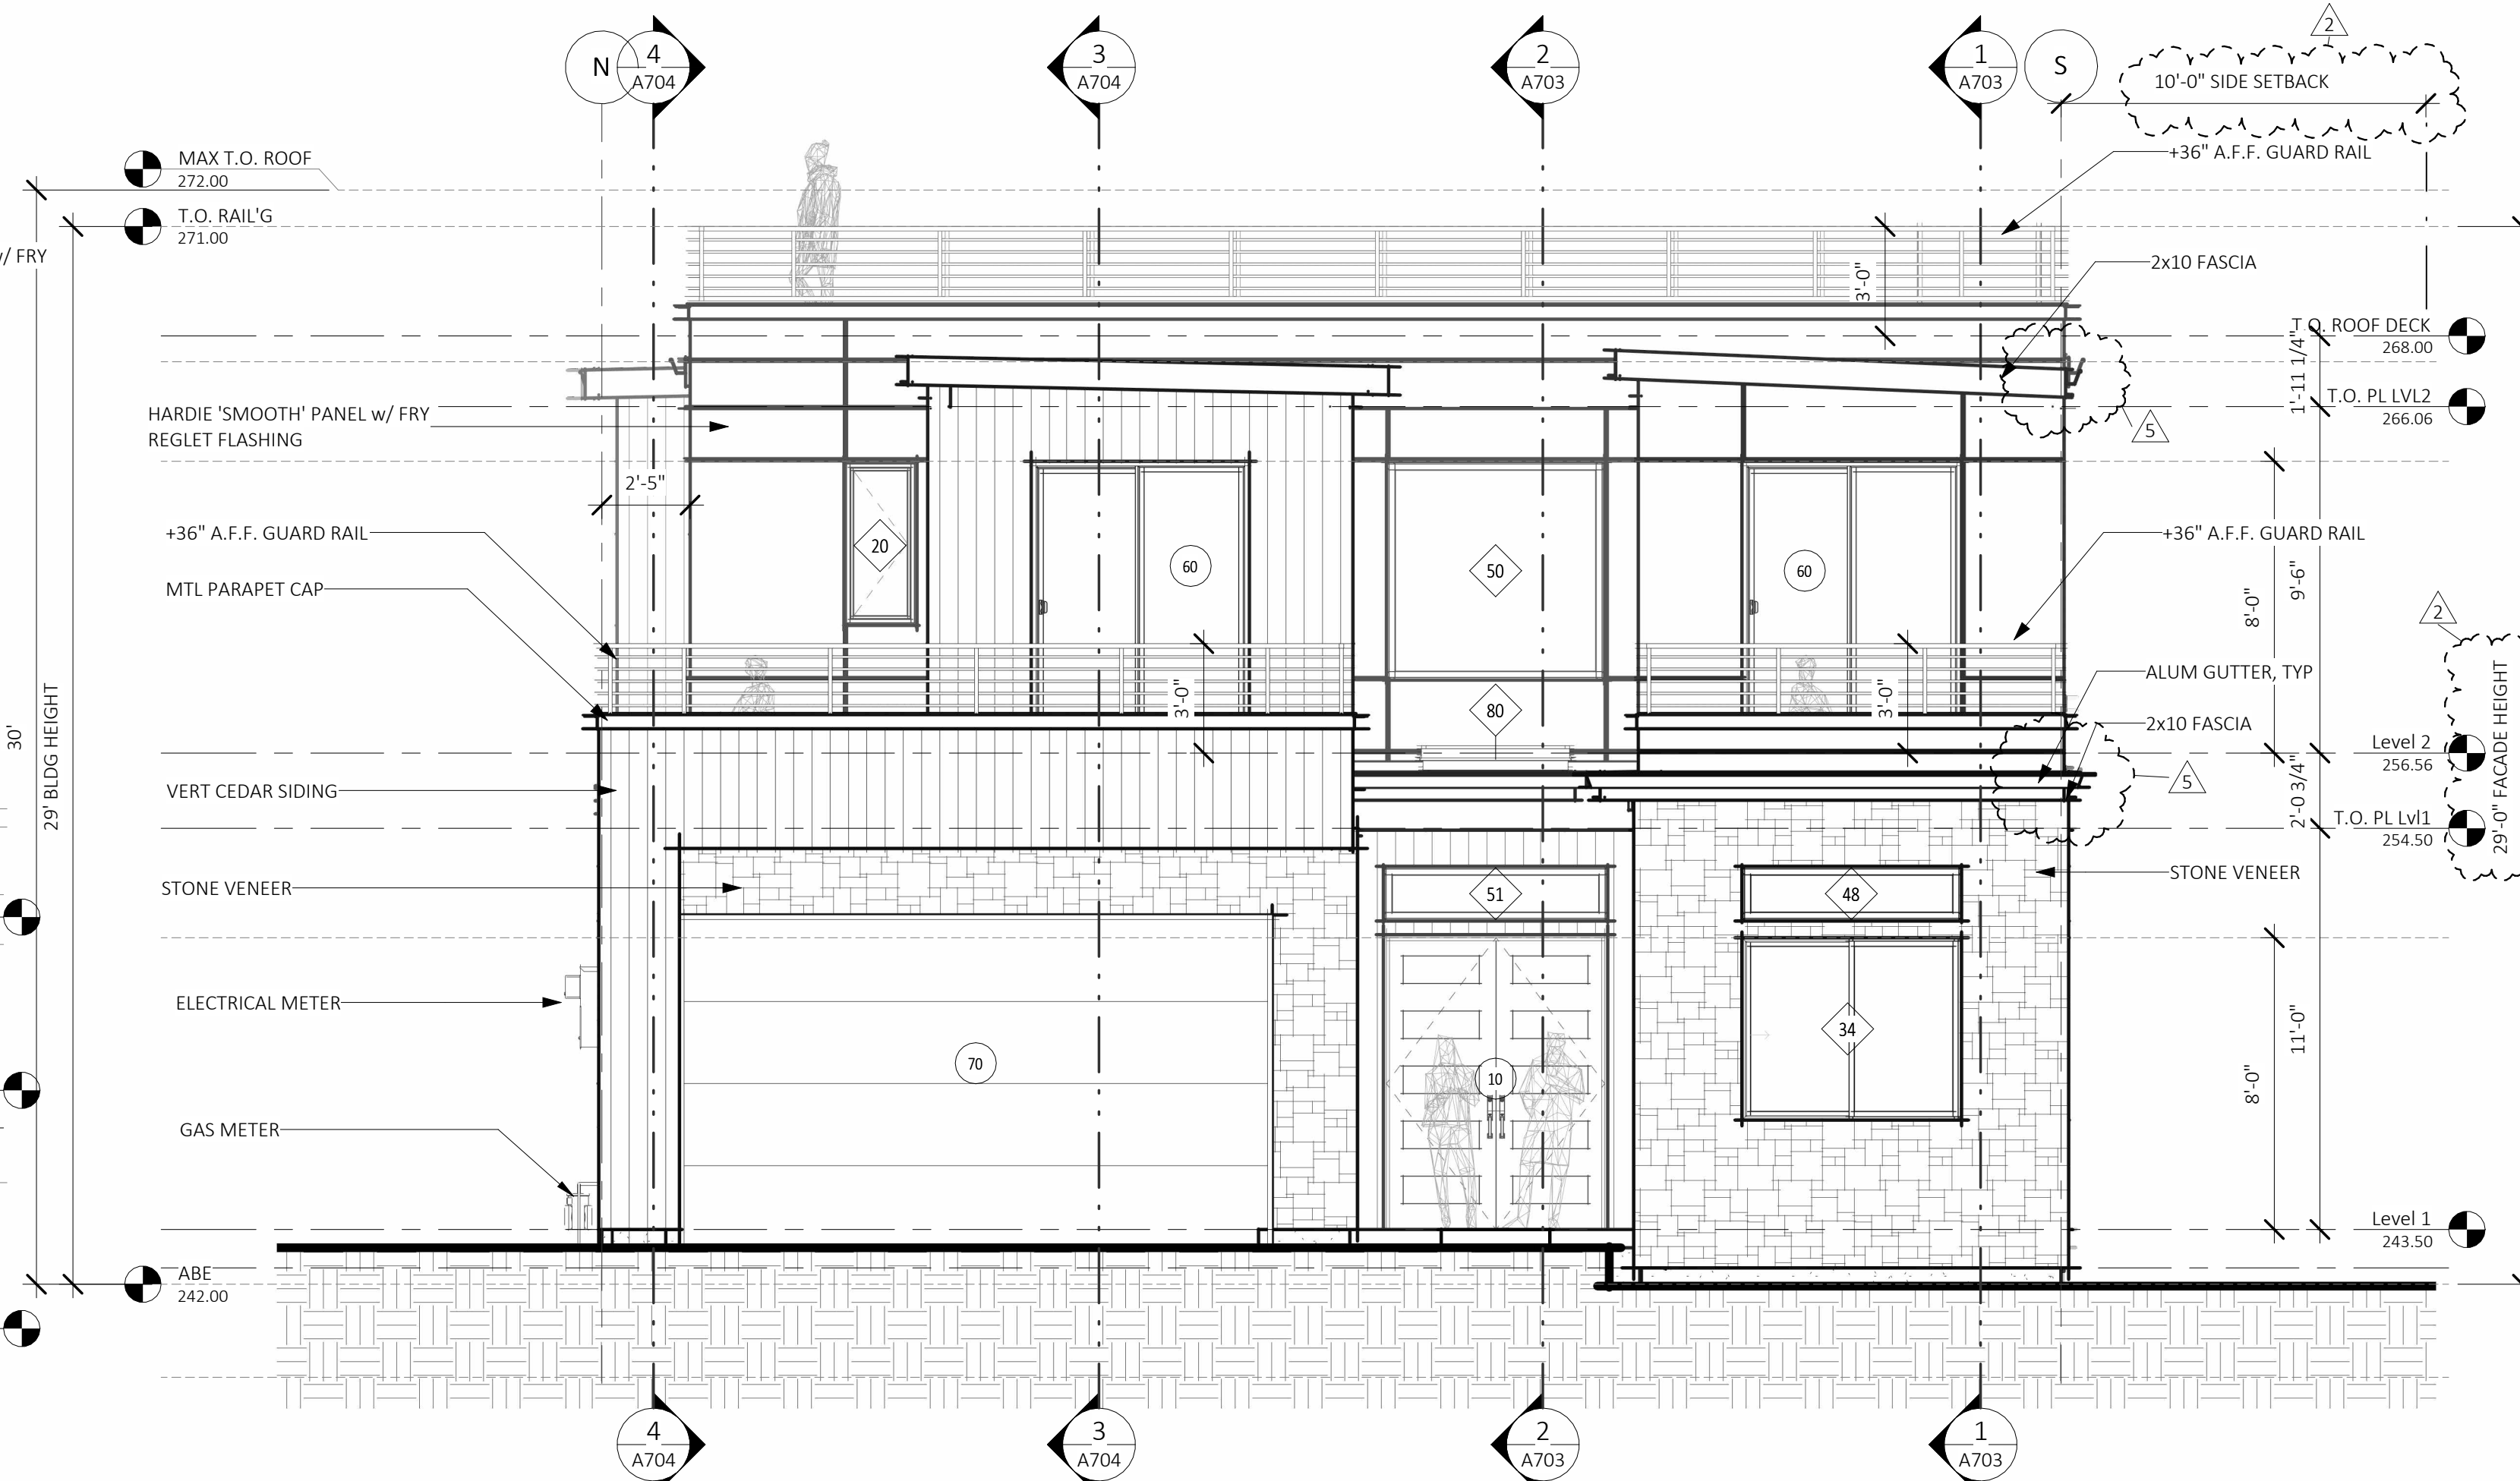 N
4
A704
3
A704
2
A703
1
A703
S
2
10'-0" SIDE SETBACK
+36" A.F.F. GUARD RAIL
MAX T.O. ROOF
272.00
T.O. RAIL'G
271.00
/ FRY
2x10 FASCIA
3'-0"
T.O. ROOF DECK
268.00
1'-11 1/4"
T.O. PL LVL2
266.06
5
HARDIE 'SMOOTH' PANEL w/ FRY
REGLET FLASHING
2'-5"
+36" A.F.F. GUARD RAIL
20
60
50
60
+36" A.F.F. GUARD RAIL
MTL PARAPET CAP
8'-0"
9'-6"
2
ALUM GUTTER, TYP
3'-0"
80
3'-0"
2x10 FASCIA
30'
29' BLDG HEIGHT
Level 2
256.56
29'-0" FACADE HEIGHT
5
VERT CEDAR SIDING
2'-0 3/4"
T.O. PL Lvl1
254.50
STONE VENEER
51
48
STONE VENEER
ELECTRICAL METER
34
11'-0"
70
10
8'-0"
GAS METER
Level 1
243.50
ABE
242.00
4
A704
3
A704
2
A703
1
A703